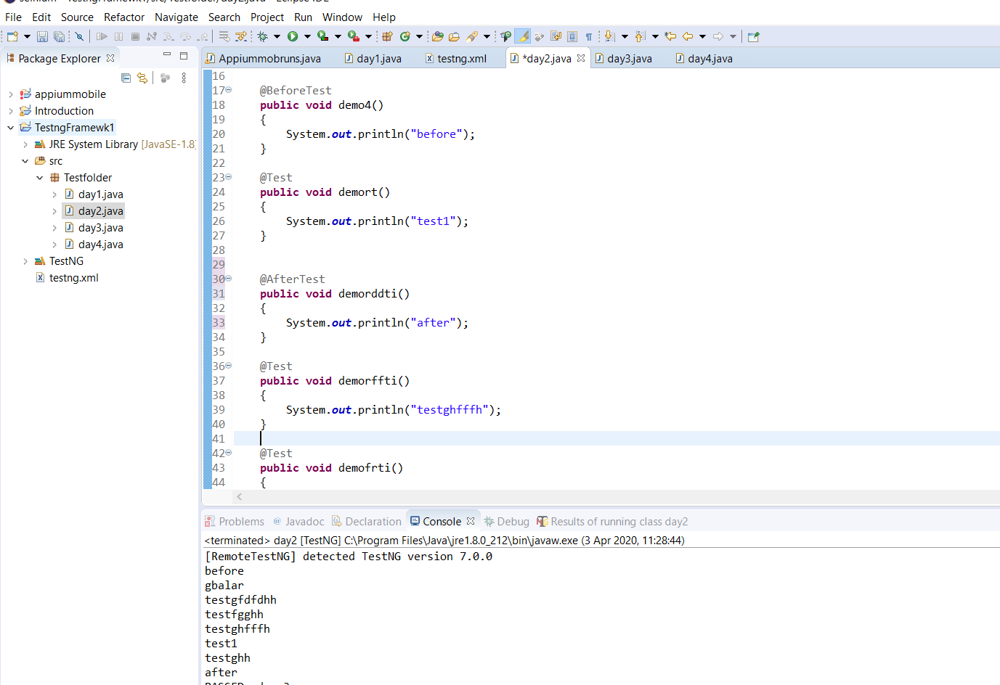 File Edit Source Refactor Navigate Search Project Run Window Help
Package Explorer
appiummobile
Introduction
TestngFramewk1
JRE System Library [JavaSE-1.8]
src
Testfolder
day1.java
day2.java
day3.java
day4.java
TestNG
testng.xml
Appiummobruns.java day1.java testng.xml *day2.java day3.java day4.java
16
17 @BeforeTest
18 public void demo4()
19 {
20 System.out.println("before");
21 }
22
23 @Test
24 public void demort()
25 {
26 System.out.println("test1");
27 }
28
29
30 @AfterTest
31 public void demorddti()
32 {
33 System.out.println("after");
34 }
35
36 @Test
37 public void demorffti()
38 {
39 System.out.println("testghfffh");
40 }
41
42 @Test
43 public void demofrti()
44 {
Problems @ Javadoc Declaration Console Debug Results of running class day2
<terminated> day2 [TestNG] C:\Program Files\Java\jre1.8.0_212\bin\javaw.exe (3 Apr 2020, 11:28:44)
[RemoteTestNG] detected TestNG version 7.0.0
before
gbalar
testgfdfdhh
testfgghh
testghfffh
test1
testghh
after